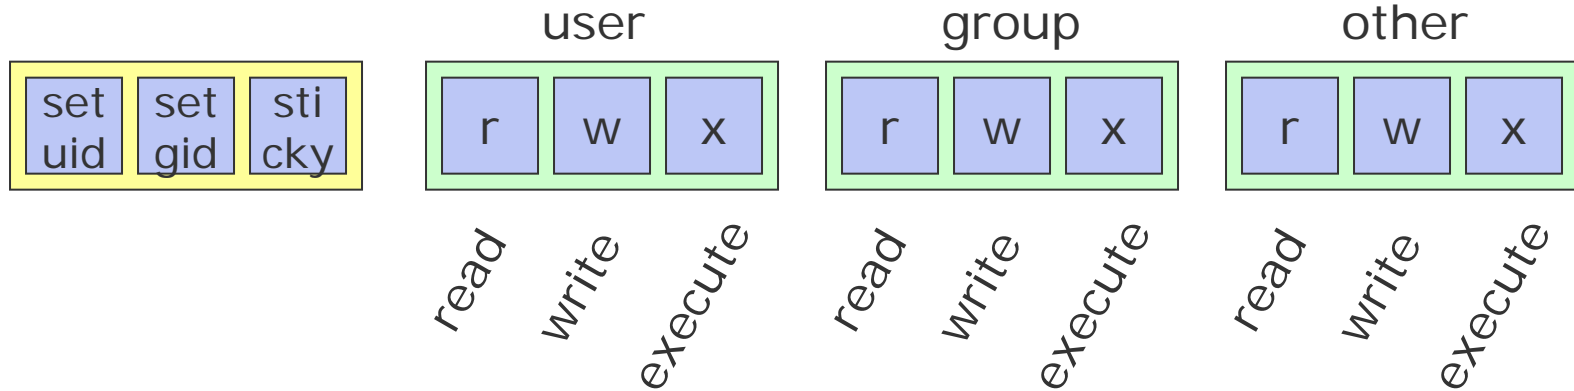 user group other
set set sti r w x r w x r w x
uid gid cky
read write execute read write execute read write execute